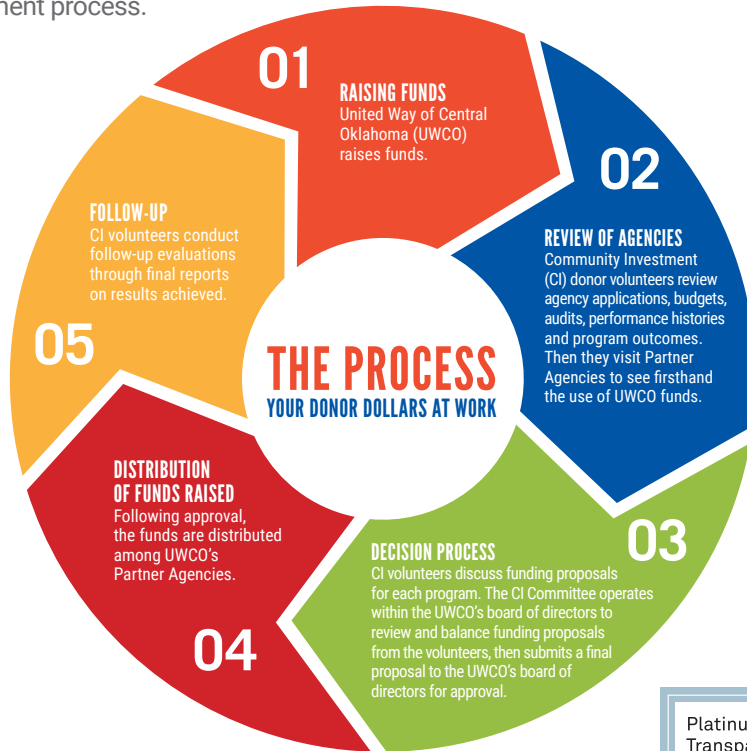 process.
01
RAISING FUNDS
United Way of Central
Oklahoma (UWCO)
raises funds.
02
REVIEW OF AGENCIES
Community Investment
(CI) donor volunteers review
agency applications, budgets,
audits, performance histories
and program outcomes.
Then they visit Partner
Agencies to see firsthand
the use of UWCO funds.
03
DECISION PROCESS
CI volunteers discuss funding proposals
for each program. The CI Committee operates
within the UWCO’s board of directors to
review and balance funding proposals
from the volunteers, then submits a final
proposal to the UWCO’s board of
directors for approval.
04
DISTRIBUTION
OF FUNDS RAISED
Following approval,
the funds are distributed
among UWCO’s
Partner Agencies.
05
FOLLOW-UP
CI volunteers conduct
follow-up evaluations
through final reports
on results achieved.
THE PROCESS
YOUR DONOR DOLLARS AT WORK